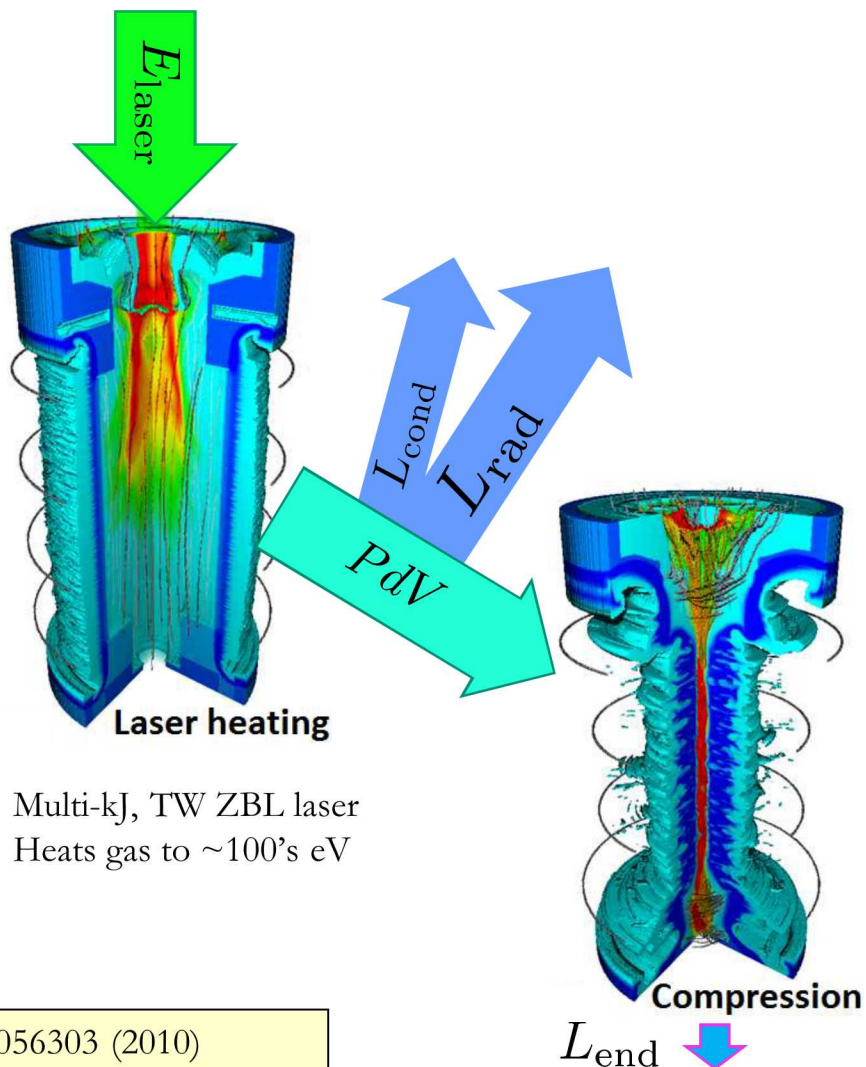 E_laser
L_cond
L_rad
PdV
Laser heating
Multi-kJ, TW ZBL laser
Heats gas to ~100's eV
Compression
056303 (2010)
L_end